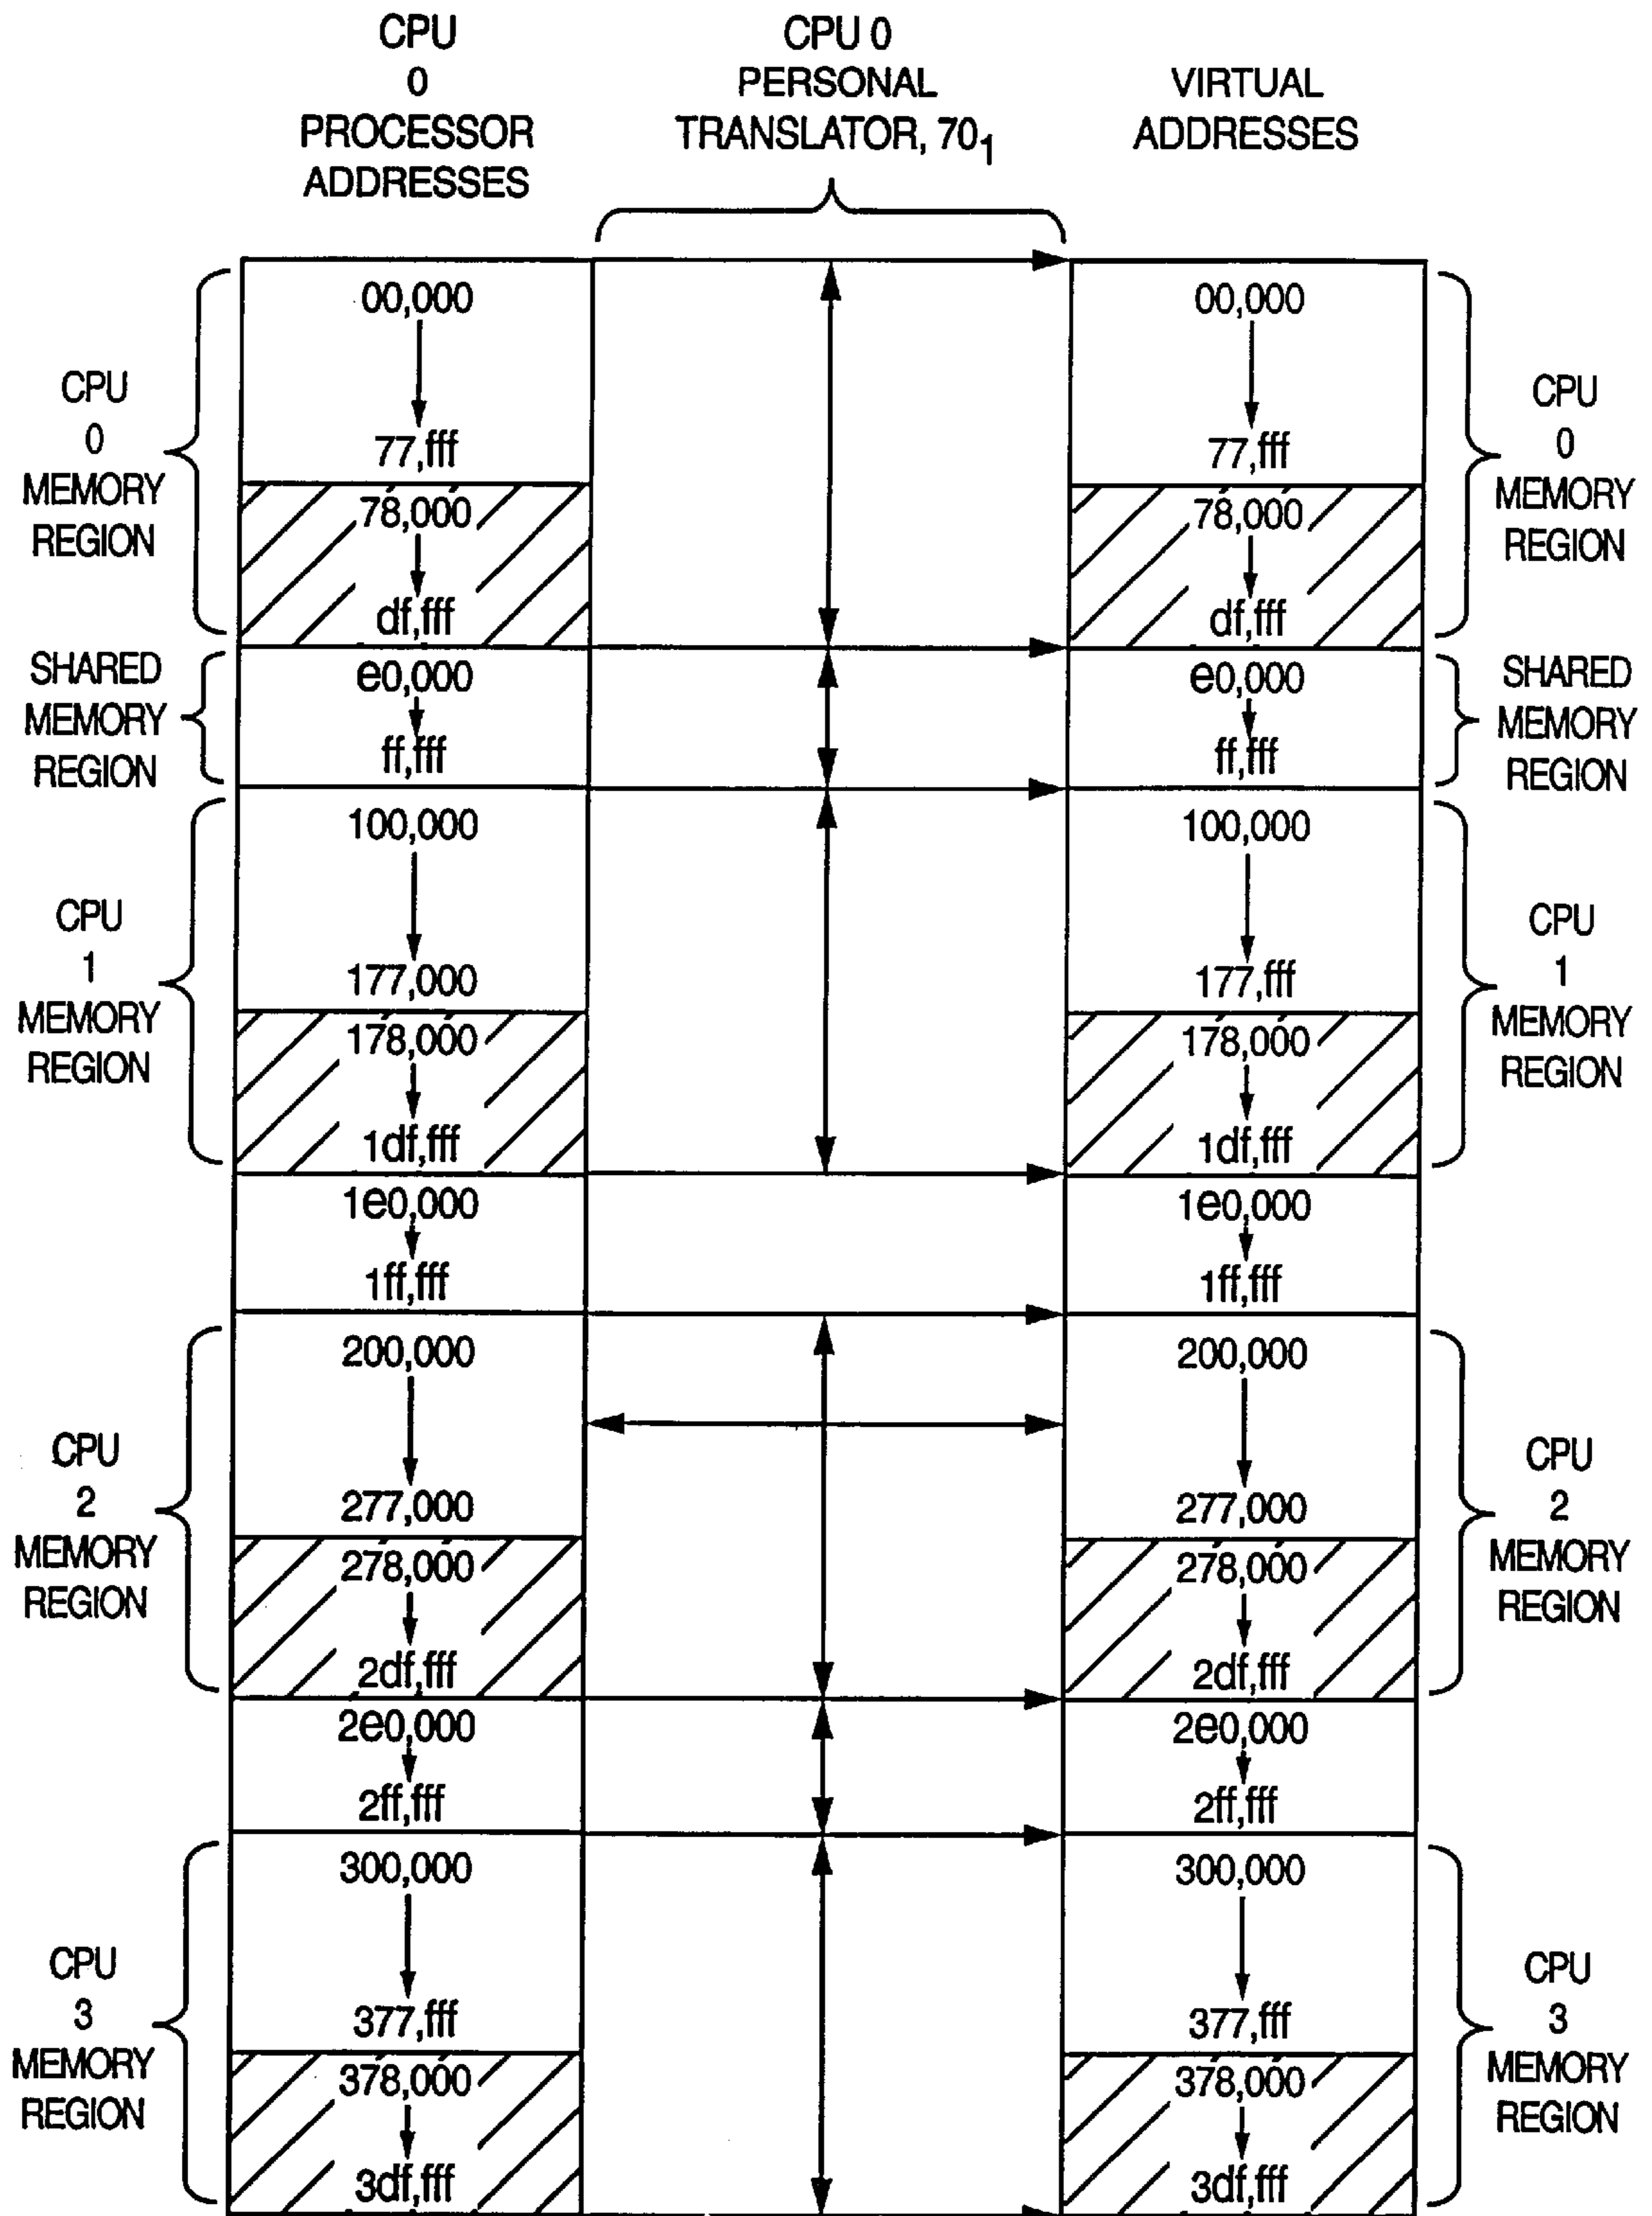 CPU
0
PROCESSOR
ADDRESSES
CPU 0
PERSONAL
TRANSLATOR, 70₁
VIRTUAL
ADDRESSES
CPU
0
MEMORY
REGION
00,000
77,fff
78,000
df,fff
00,000
77,fff
78,000
df,fff
CPU
0
MEMORY
REGION
SHARED
MEMORY
REGION
e0,000
ff,fff
e0,000
ff,fff
SHARED
MEMORY
REGION
CPU
1
MEMORY
REGION
100,000
177,000
178,000
1df,fff
100,000
177,fff
178,000
1df,fff
CPU
1
MEMORY
REGION
1e0,000
1ff,fff
1e0,000
1ff,fff
CPU
2
MEMORY
REGION
200,000
277,000
278,000
2df,fff
200,000
277,000
278,000
2df,fff
CPU
2
MEMORY
REGION
2e0,000
2ff,fff
2e0,000
2ff,fff
CPU
3
MEMORY
REGION
300,000
377,fff
378,000
3df,fff
300,000
377,fff
378,000
3df,fff
CPU
3
MEMORY
REGION